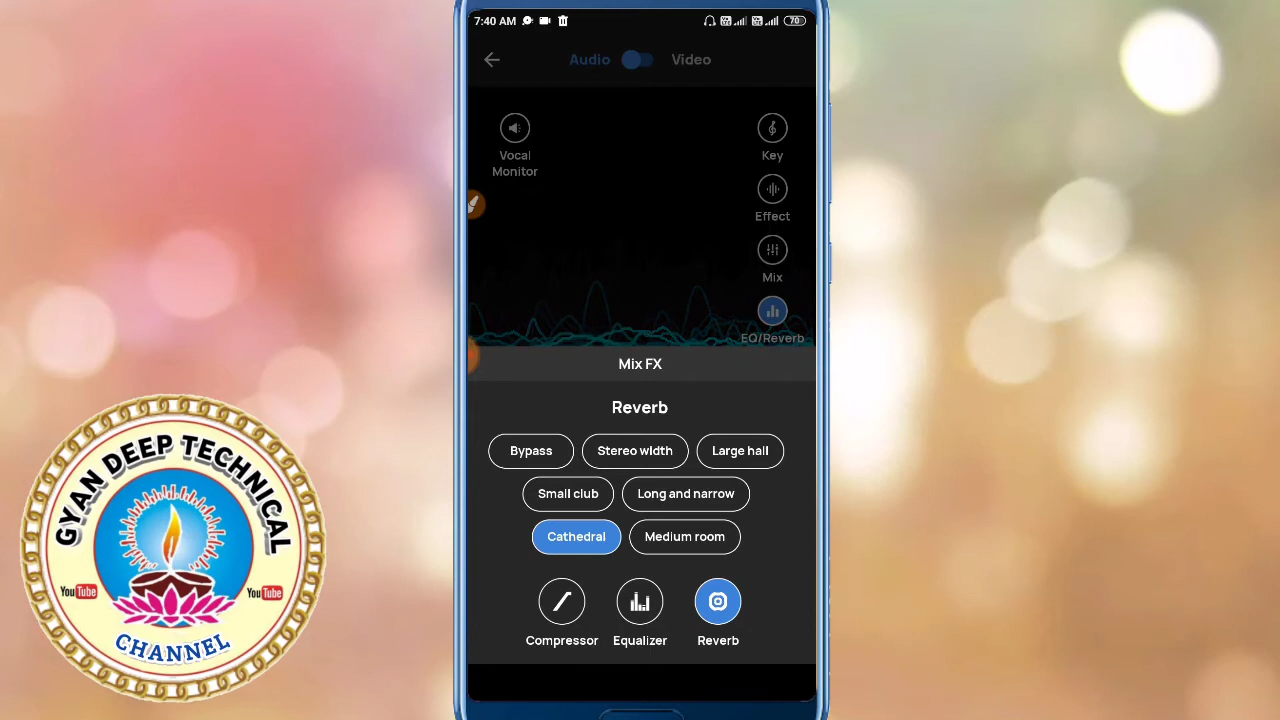 7:40 AM
70
Audio
Video
Vocal
Monitor
Key
Effect
Mix
EQ/Reverb
Mix FX
Reverb
Bypass
Stereo width
Large hall
Small club
Long and narrow
Cathedral
Medium room
Compressor
Equalizer
Reverb
GYAN DEEP TECHNICAL
YouTube
YouTube
CHANNEL